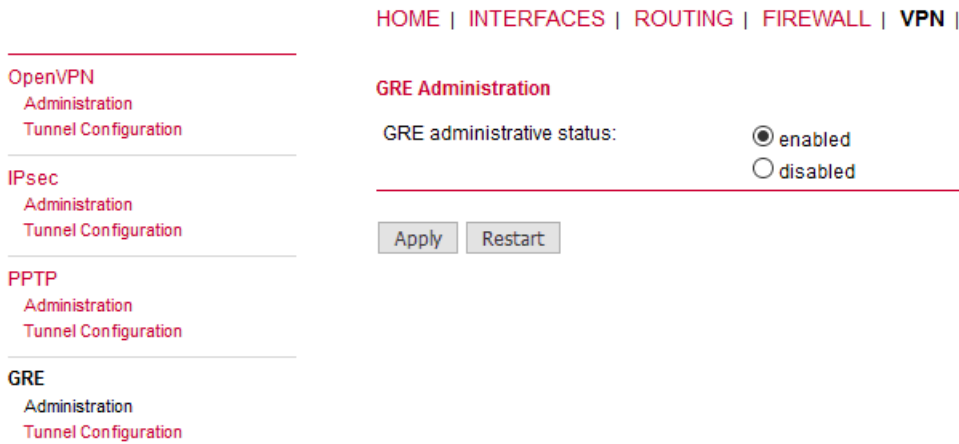 HOME | INTERFACES | ROUTING | FIREWALL | VPN |
OpenVPN
Administration
Tunnel Configuration
IPsec
Administration
Tunnel Configuration
PPTP
Administration
Tunnel Configuration
GRE
Administration
Tunnel Configuration
GRE Administration
GRE administrative status:
enabled
disabled
Apply Restart